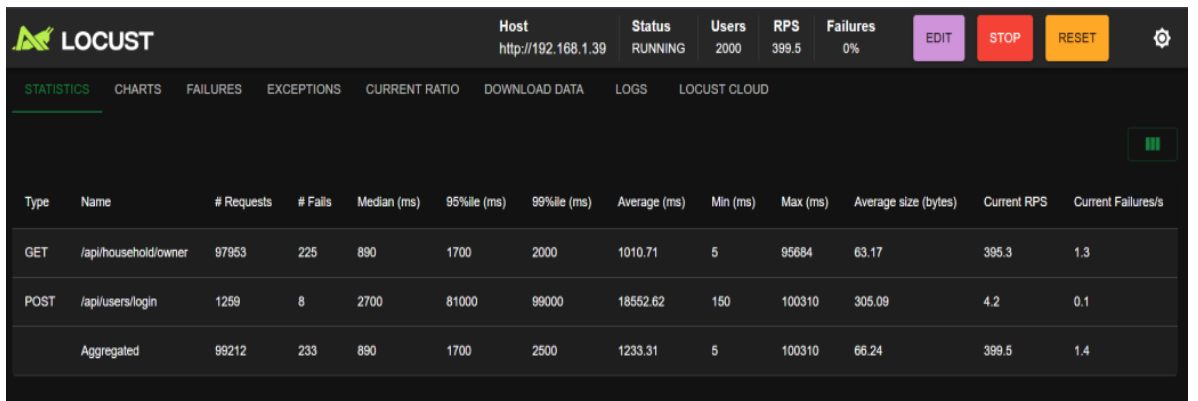 LOCUST
Host
http://192.168.1.39
Status
RUNNING
Users
2000
RPS
399.5
Failures
0%
EDIT
STOP
RESET
STATISTICS CHARTS FAILURES EXCEPTIONS CURRENT RATIO DOWNLOAD DATA LOGS LOCUST CLOUD
Type Name # Requests # Fails Median (ms) 95%ile (ms) 99%ile (ms) Average (ms) Min (ms) Max (ms) Average size (bytes) Current RPS Current Failures/s
GET /api/household/owner 97953 225 890 1700 2000 1010.71 5 95684 63.17 395.3 1.3
POST /api/users/login 1259 8 2700 81000 99000 18552.62 150 100310 305.09 4.2 0.1
Aggregated 99212 233 890 1700 2500 1233.31 5 100310 66.24 399.5 1.4